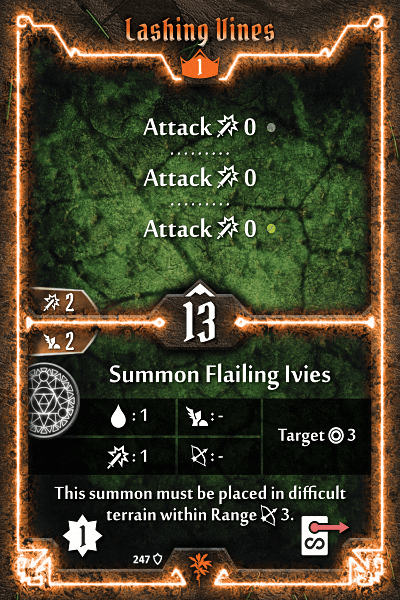 Lashing Vines
1
Attack 0
Attack 0
Attack 0
2
13
2
Summon Flailing Ivies
: 1 : -
Target 3
: 1 : -
This summon must be placed in difficult
terrain within Range 3.
1
S
247